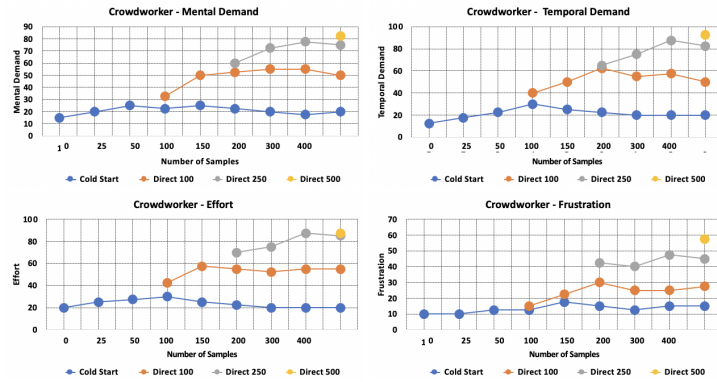 Crowdworker - Mental Demand
90
80
70
60
50
40
30
20
10
0
Mental Demand
1 0 25 50 100 150 200 300 400
Number of Samples
Cold Start Direct 100 Direct 250 Direct 500
Crowdworker - Temporal Demand
100
80
60
40
20
0
Temporal Demand
0 25 50 100 150 200 300 400
Number of Samples
Cold Start Direct 100 Direct 250 Direct 500
Crowdworker - Effort
100
80
60
40
20
0
Effort
0 25 50 100 150 200 300 400
Number of Samples
Cold Start Direct 100 Direct 250 Direct 500
Crowdworker - Frustration
70
60
50
40
30
20
10
0
Frustration
1 0 25 50 100 150 200 300 400
Number of Samples
Cold Start Direct 100 Direct 250 Direct 500